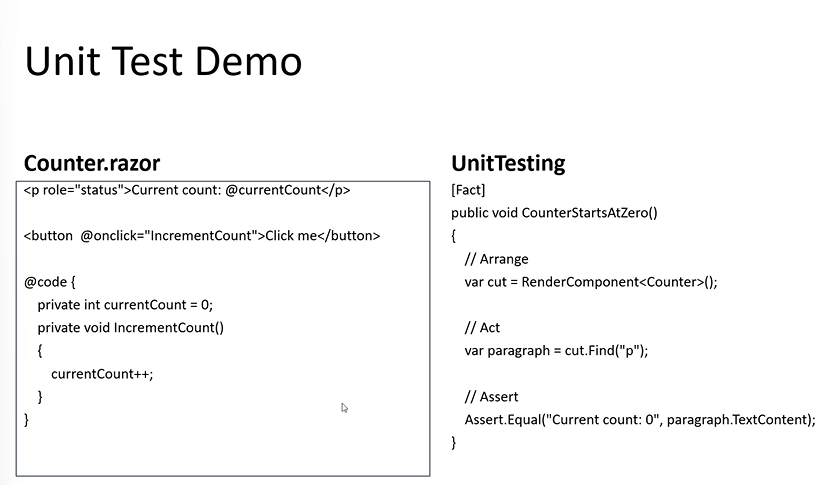 Unit Test Demo
Counter.razor
<p role="status">Current count: @currentCount</p>
<button  @onclick="IncrementCount">Click me</button>
@code {
    private int currentCount = 0;
    private void IncrementCount()
    {
        currentCount++;
    }
}
UnitTesting
[Fact]
public void CounterStartsAtZero()
{
    // Arrange
    var cut = RenderComponent<Counter>();
    // Act
    var paragraph = cut.Find("p");
    // Assert
    Assert.Equal("Current count: 0", paragraph.TextContent);
}